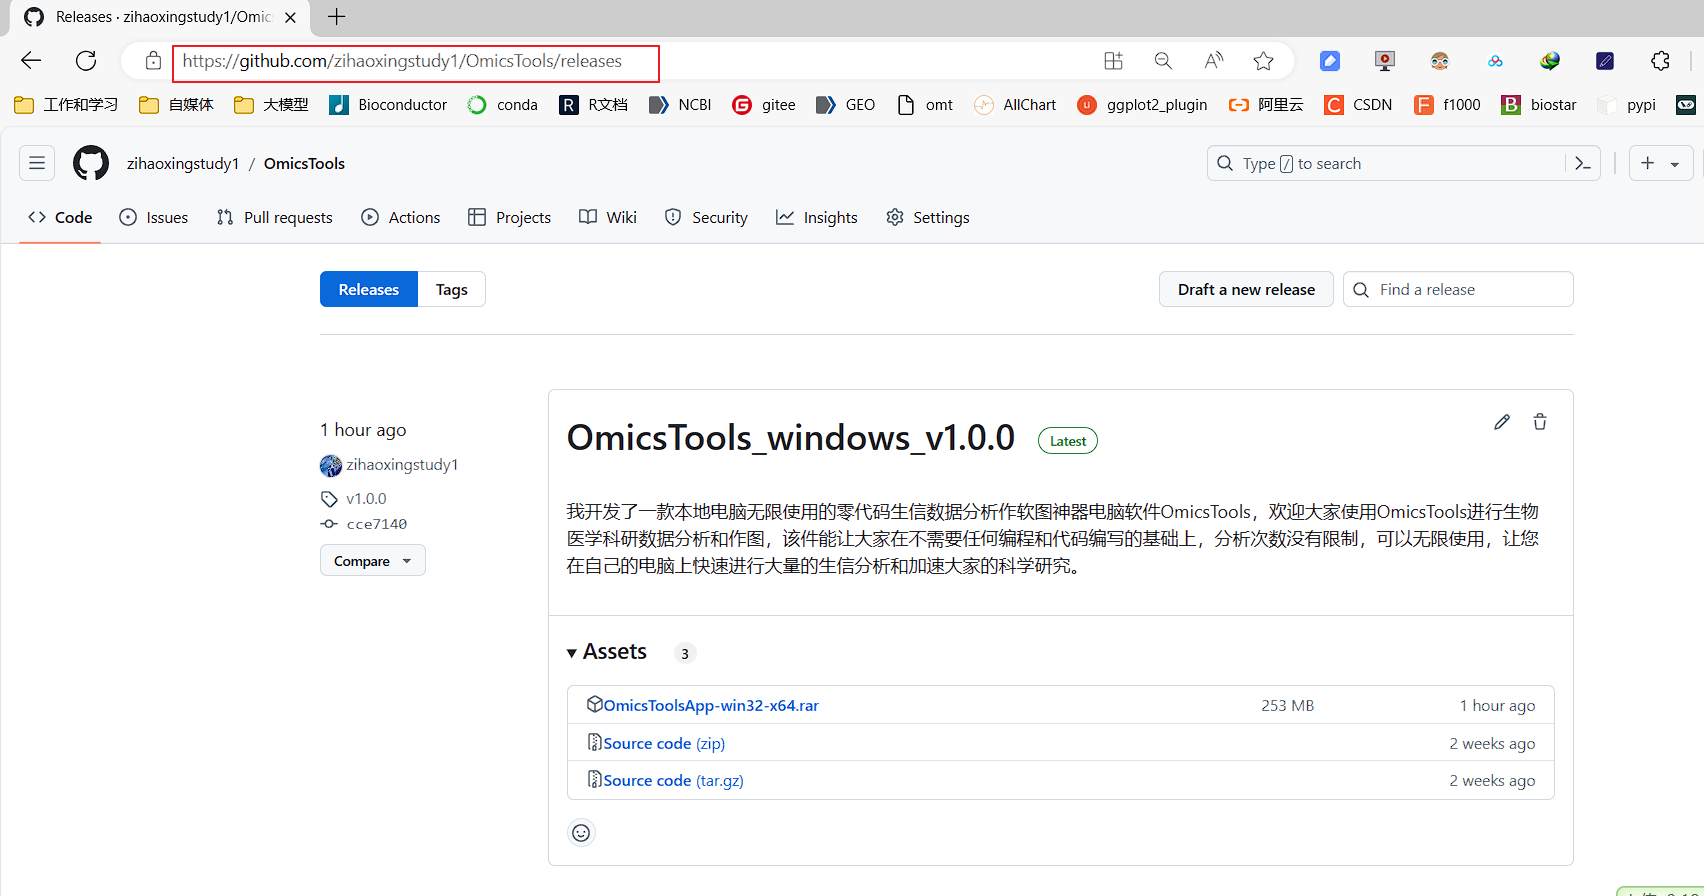 Releases · zihaoxingstudy1/Omic
https://github.com/zihaoxingstudy1/OmicsTools/releases
工作和学习 自媒体 大模型 Bioconductor conda R R文档 NCBI G gitee GEO omt AllChart u ggplot2_plugin 阿里云 C CSDN F f1000 B biostar pypi
zihaoxingstudy1 / OmicsTools
Type / to search
Code Issues Pull requests Actions Projects Wiki Security Insights Settings
Releases Tags Draft a new release Find a release
1 hour ago
zihaoxingstudy1
v1.0.0
cce7140
Compare
OmicsTools_windows_v1.0.0 Latest
我开发了一款本地电脑无限使用的零代码生信数据分析作软图神器电脑软件OmicsTools，欢迎大家使用OmicsTools进行生物
医学科研数据分析和作图，该件能让大家在不需要任何编程和代码编写的基础上，分析次数没有限制，可以无限使用，让您
在自己的电脑上快速进行大量的生信分析和加速大家的科学研究。
Assets 3
OmicsToolsApp-win32-x64.rar 253 MB 1 hour ago
Source code (zip) 2 weeks ago
Source code (tar.gz) 2 weeks ago